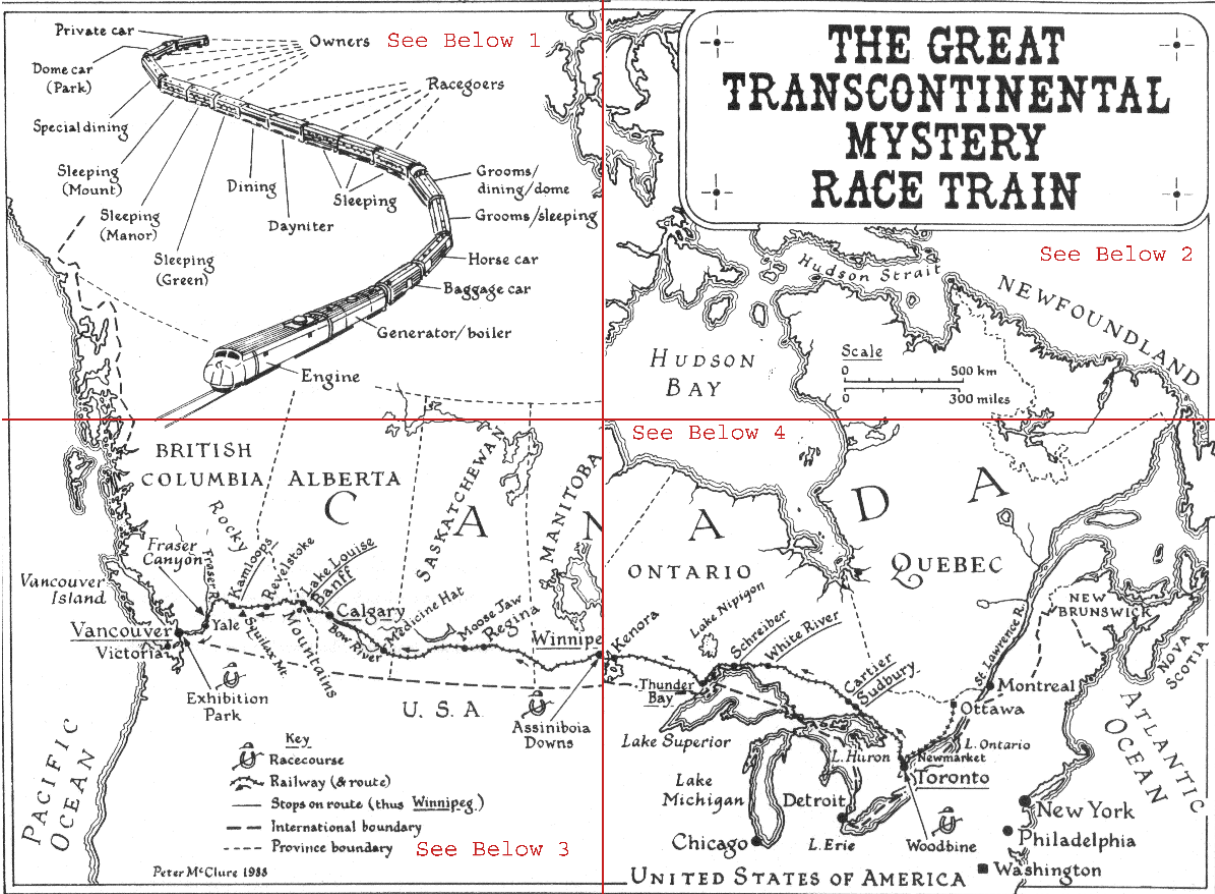 Private car
Owners
See Below 1
Dome car
(Park)
Racegoers
Special dining
Sleeping
(Mount)
Dining
Sleeping
Grooms/
dining/dome
Sleeping
(Manor)
Dayniter
Grooms/sleeping
Sleeping
(Green)
Horse car
Baggage car
Generator/boiler
Engine
THE GREAT
TRANSCONTINENTAL
MYSTERY
RACE TRAIN
See Below 2
Hudson Strait
NEWFOUNDLAND
HUDSON
BAY
Scale
0 500 km
0 300 miles
BRITISH
COLUMBIA
ALBERTA
SASKATCHEWAN
MANITOBA
CANADA
Rocky
Mountains
Fraser
Canyon
Fraser R.
Kamloops
Revelstoke
Lake Louise
Banff
Calgary
Vancouver
Island
Vancouver
Victoria
Yale
Squilax Mt.
Bow
River
Medicine Hat
Moose Jaw
Regina
Winnipe
Exhibition
Park
U. S. A.
Assiniboia
Downs
PACIFIC
OCEAN
Key
Racecourse
Railway (& route)
Stops on route (thus Winnipeg.)
International boundary
Province boundary
See Below 3
Peter McClure 1988
See Below 4
ONTARIO
QUEBEC
Kenora
Lake Nipigon
Schreiber
White River
Thunder
Bay
Cartier
Sudbury
Lake Superior
St. Lawrence R.
NEW
BRUNSWICK
NOVA
SCOTIA
Montreal
Ottawa
L. Ontario
L. Huron
Newmarket
Toronto
Lake
Michigan
Detroit
Chicago
L. Erie
Woodbine
ATLANTIC
OCEAN
New York
Philadelphia
Washington
UNITED STATES OF AMERICA